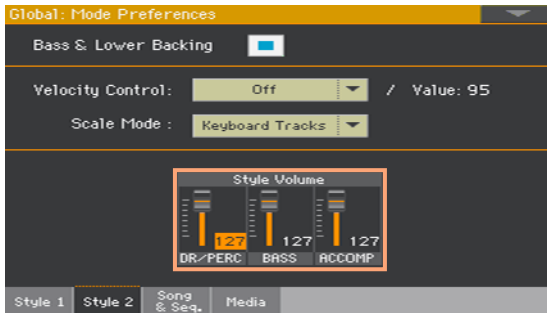 Global: Mode Preferences
Bass & Lower Backing
Velocity Control: Off / Value: 95
Scale Mode : Keyboard Tracks
Style Volume
127 127 127
DR/PERC BASS ACCOMP
Style 1 Style 2 Song & Seq. Media